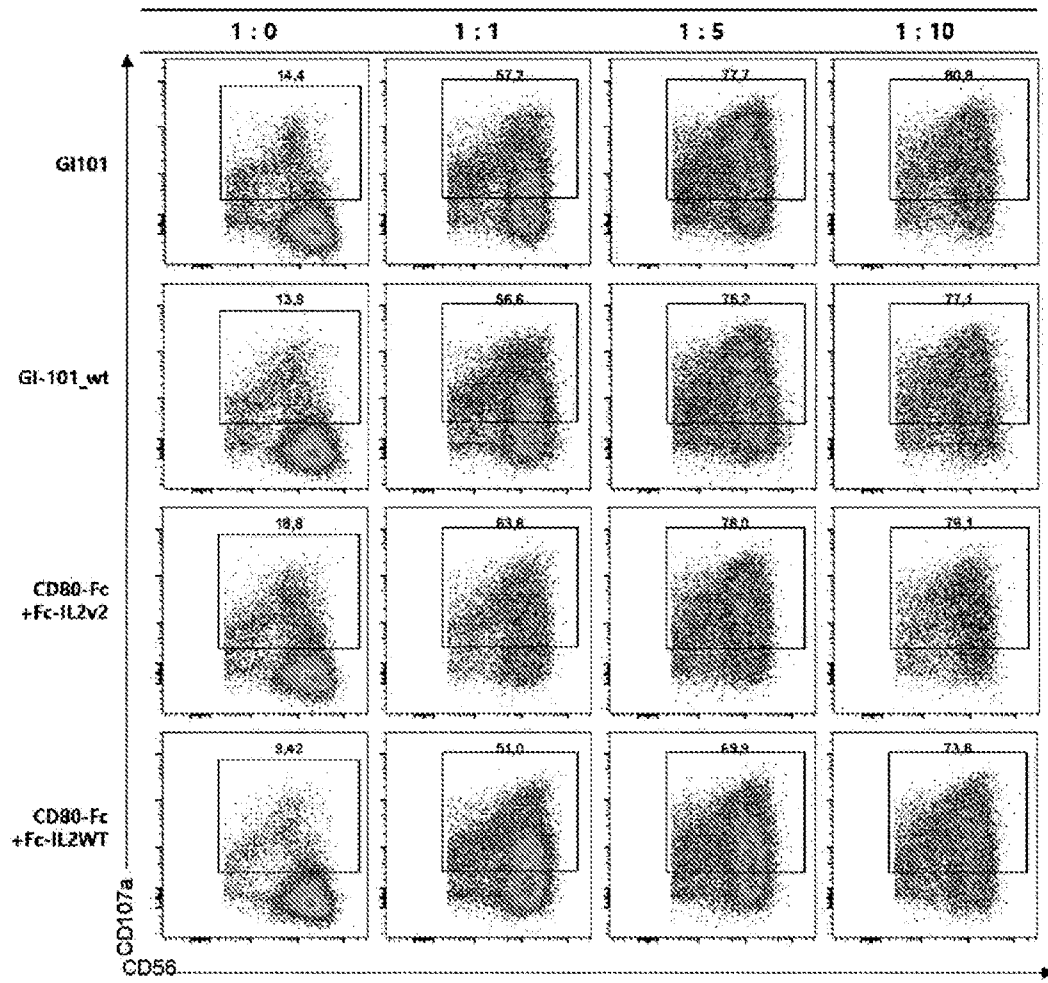 1 : 0 1 : 1 1 : 5 1 : 10
14,4 57,2 77,7 80,8
GI101
13,8 56,6 75,2 77,1
GI-101_wt
18,8 63,8 78,0 79,1
CD80-Fc
+Fc-IL2v2
9,42 51,0 69,9 73,8
CD80-Fc
+Fc-IL2WT
CD107a
CD56